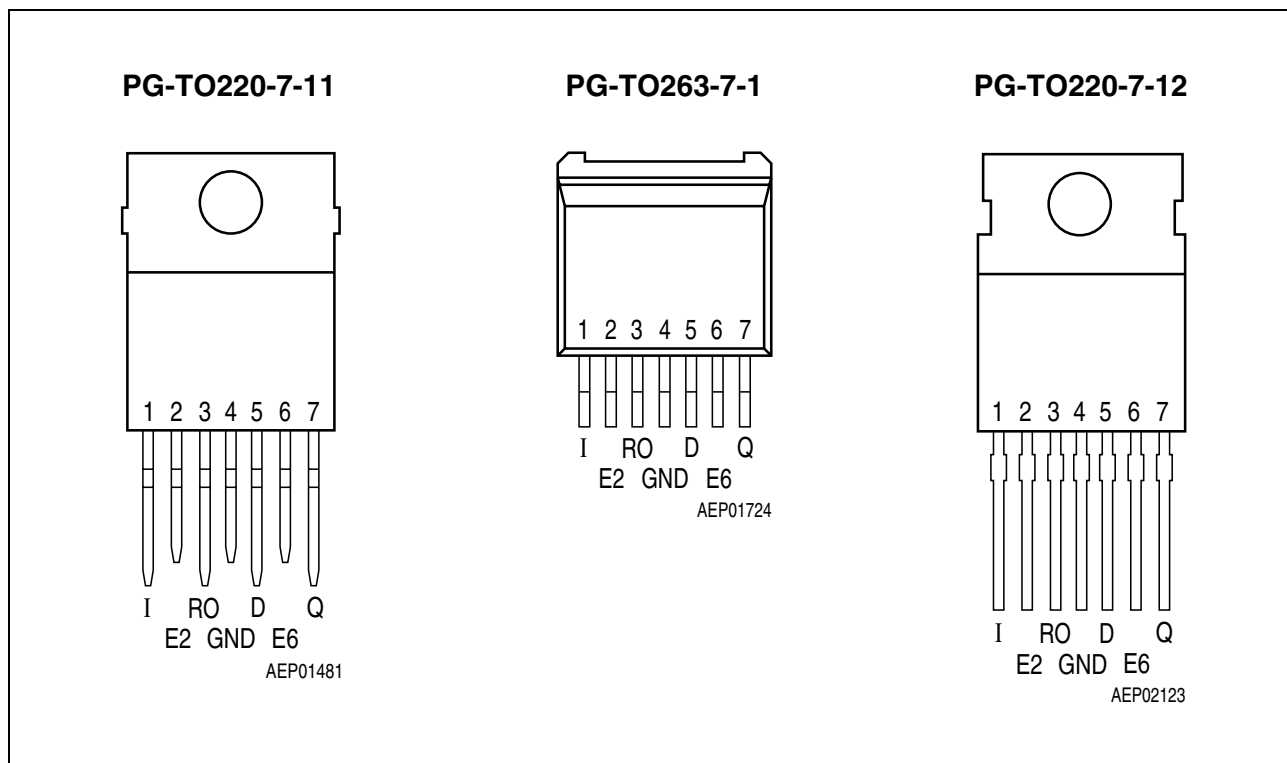 PG-TO220-7-11
1 2 3 4 5 6 7
I RO D Q
E2 GND E6
AEP01481
PG-TO263-7-1
1 2 3 4 5 6 7
I RO D Q
E2 GND E6
AEP01724
PG-TO220-7-12
1 2 3 4 5 6 7
I RO D Q
E2 GND E6
AEP02123